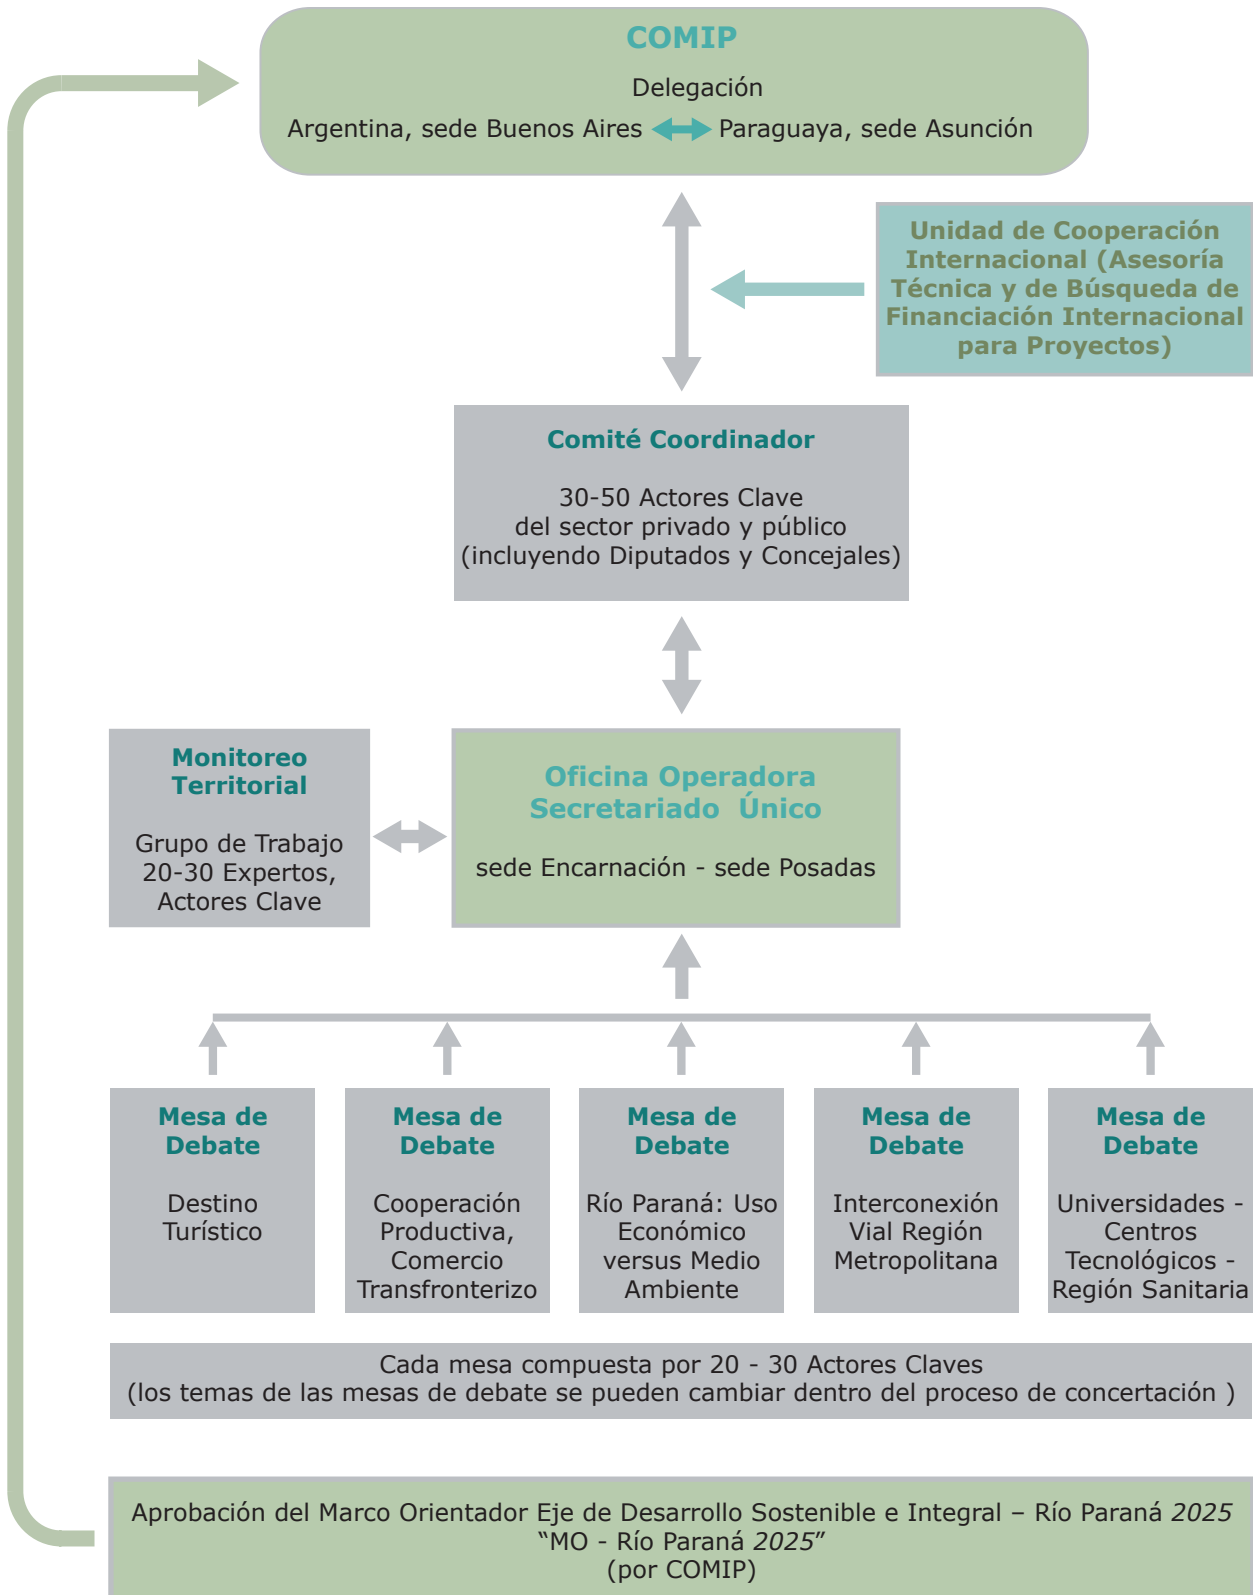 COMIP
Delegación
Argentina, sede Buenos Aires Paraguaya, sede Asunción
Unidad de Cooperación
Internacional (Asesoría
Técnica y de Búsqueda de
Financiación Internacional
para Proyectos)
Comité Coordinador
30-50 Actores Clave
del sector privado y público
(incluyendo Diputados y Concejales)
Monitoreo
Territorial
Grupo de Trabajo
20-30 Expertos,
Actores Clave
Oficina Operadora
Secretariado Único
sede Encarnación - sede Posadas
Mesa de
Debate
Destino
Turístico
Mesa de
Debate
Cooperación
Productiva,
Comercio
Transfronterizo
Mesa de
Debate
Río Paraná: Uso
Económico
versus Medio
Ambiente
Mesa de
Debate
Interconexión
Vial Región
Metropolitana
Mesa de
Debate
Universidades -
Centros
Tecnológicos -
Región Sanitaria
Cada mesa compuesta por 20 - 30 Actores Claves
(los temas de las mesas de debate se pueden cambiar dentro del proceso de concertación )
Aprobación del Marco Orientador Eje de Desarrollo Sostenible e Integral – Río Paraná 2025
“MO - Río Paraná 2025”
(por COMIP)